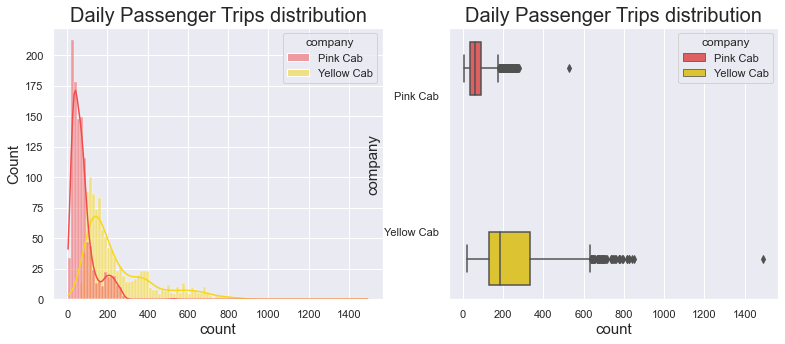 Daily Passenger Trips distribution
company
Pink Cab
Yellow Cab
200
175
150
125
100
75
50
25
0
Count
0 200 400 600 800 1000 1200 1400
count
Daily Passenger Trips distribution
company
Pink Cab
Yellow Cab
Pink Cab
Yellow Cab
company
0 200 400 600 800 1000 1200 1400
count